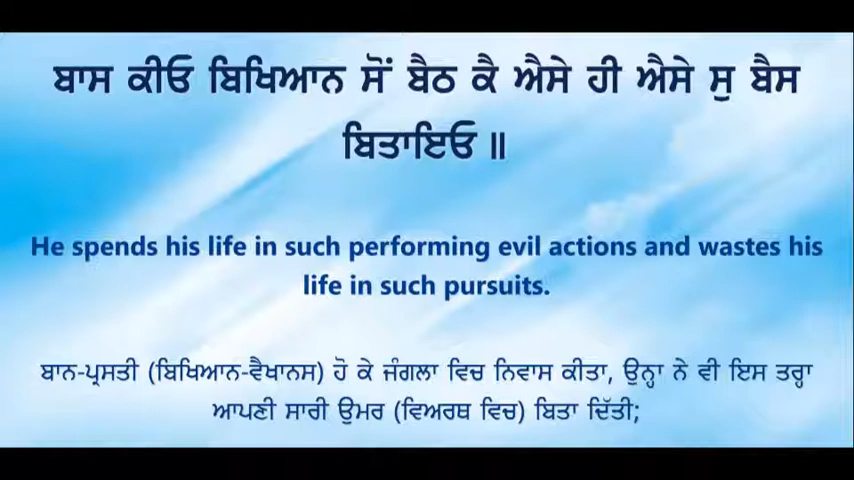 ਬਾਸ ਕੀਓ ਬਿਖਿਆਨ ਸੋਂ ਬੈਠ ਕੈ ਐਸੇ ਹੀ ਐਸੇ ਸੁ ਬੈਸ
ਬਿਤਾਇਓ ॥
He spends his life in such performing evil actions and wastes his
life in such pursuits.
ਬਾਨ-ਪ੍ਰਸਤੀ (ਬਿਖਿਆਨ-ਵੈਖਾਨਸ) ਹੋ ਕੇ ਜੰਗਲਾ ਵਿਚ ਨਿਵਾਸ ਕੀਤਾ, ਉਨ੍ਹਾ ਨੇ ਵੀ ਇਸ ਤਰ੍ਹਾ
ਆਪਣੀ ਸਾਰੀ ਉਮਰ (ਵਿਅਰਥ ਵਿਚ) ਬਿਤਾ ਦਿੱਤੀ;